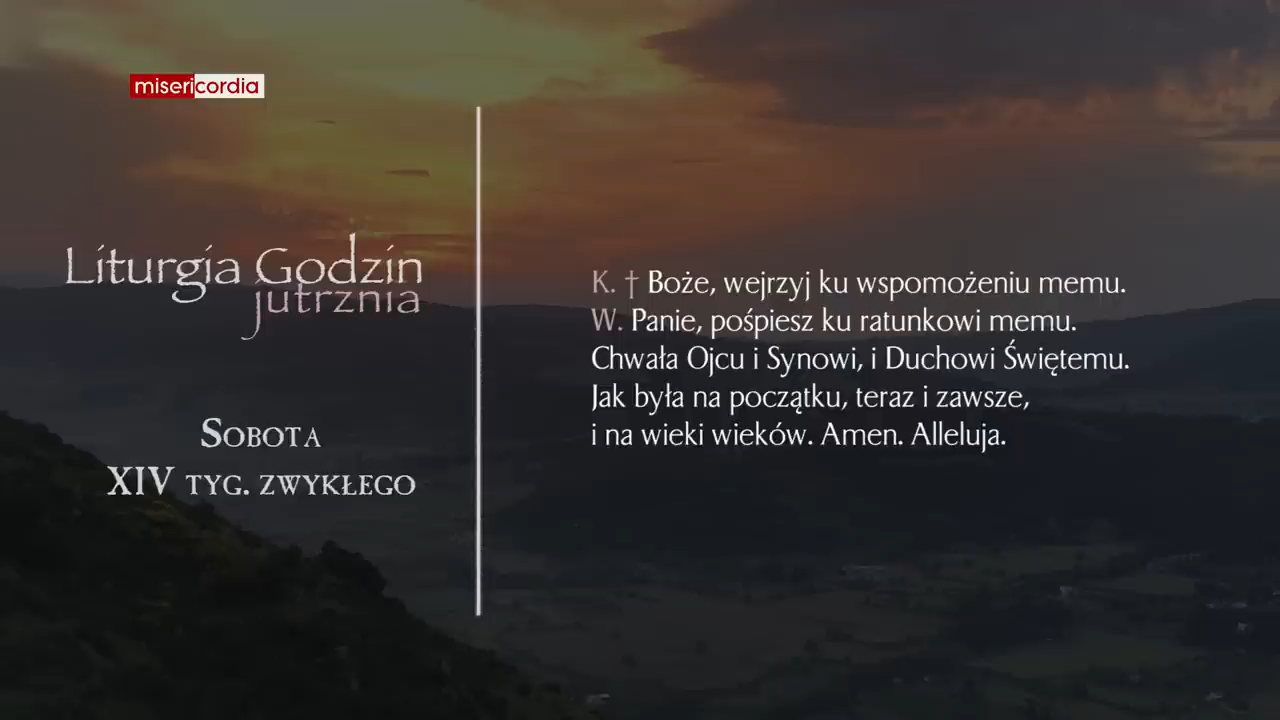 misericordia
Liturgia Godzin
jutrznia
Sobota
XIV tyg. zwykłego
K. † Boże, wejrzyj ku wspomożeniu memu.
W. Panie, pośpiesz ku ratunkowi memu.
Chwała Ojcu i Synowi, i Duchowi Świętemu.
Jak była na początku, teraz i zawsze,
i na wieki wieków. Amen. Alleluja.